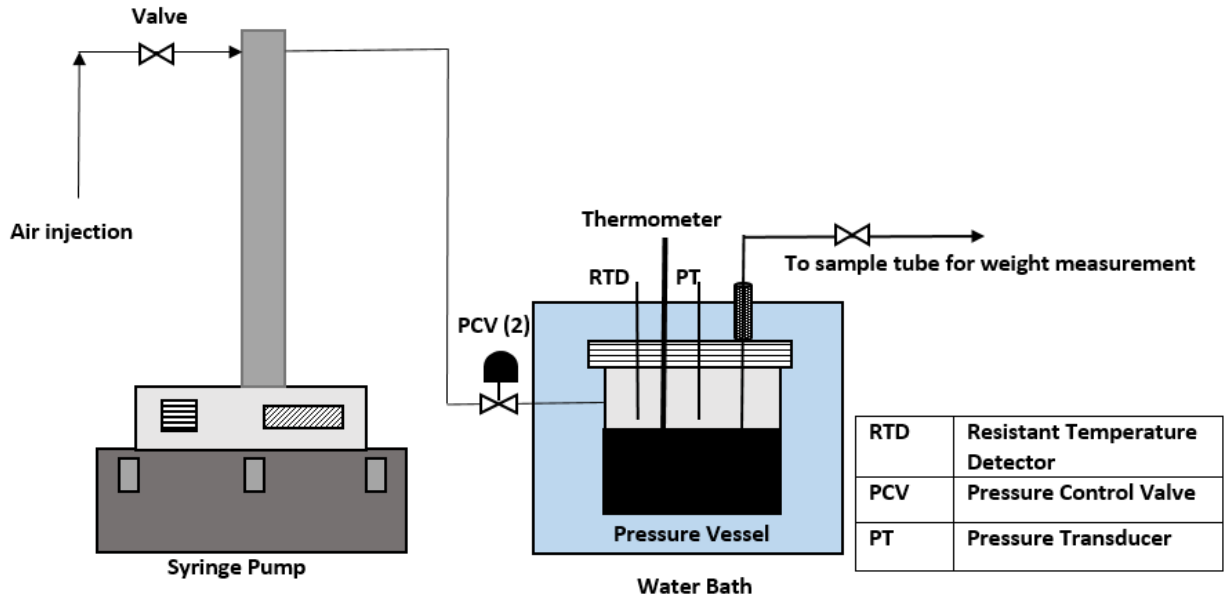 Valve
Air injection
Thermometer
To sample tube for weight measurement
RTD
PT
PCV (2)
RTD Resistant Temperature
Detector
PCV Pressure Control Valve
PT Pressure Transducer
Pressure Vessel
Syringe Pump
Water Bath